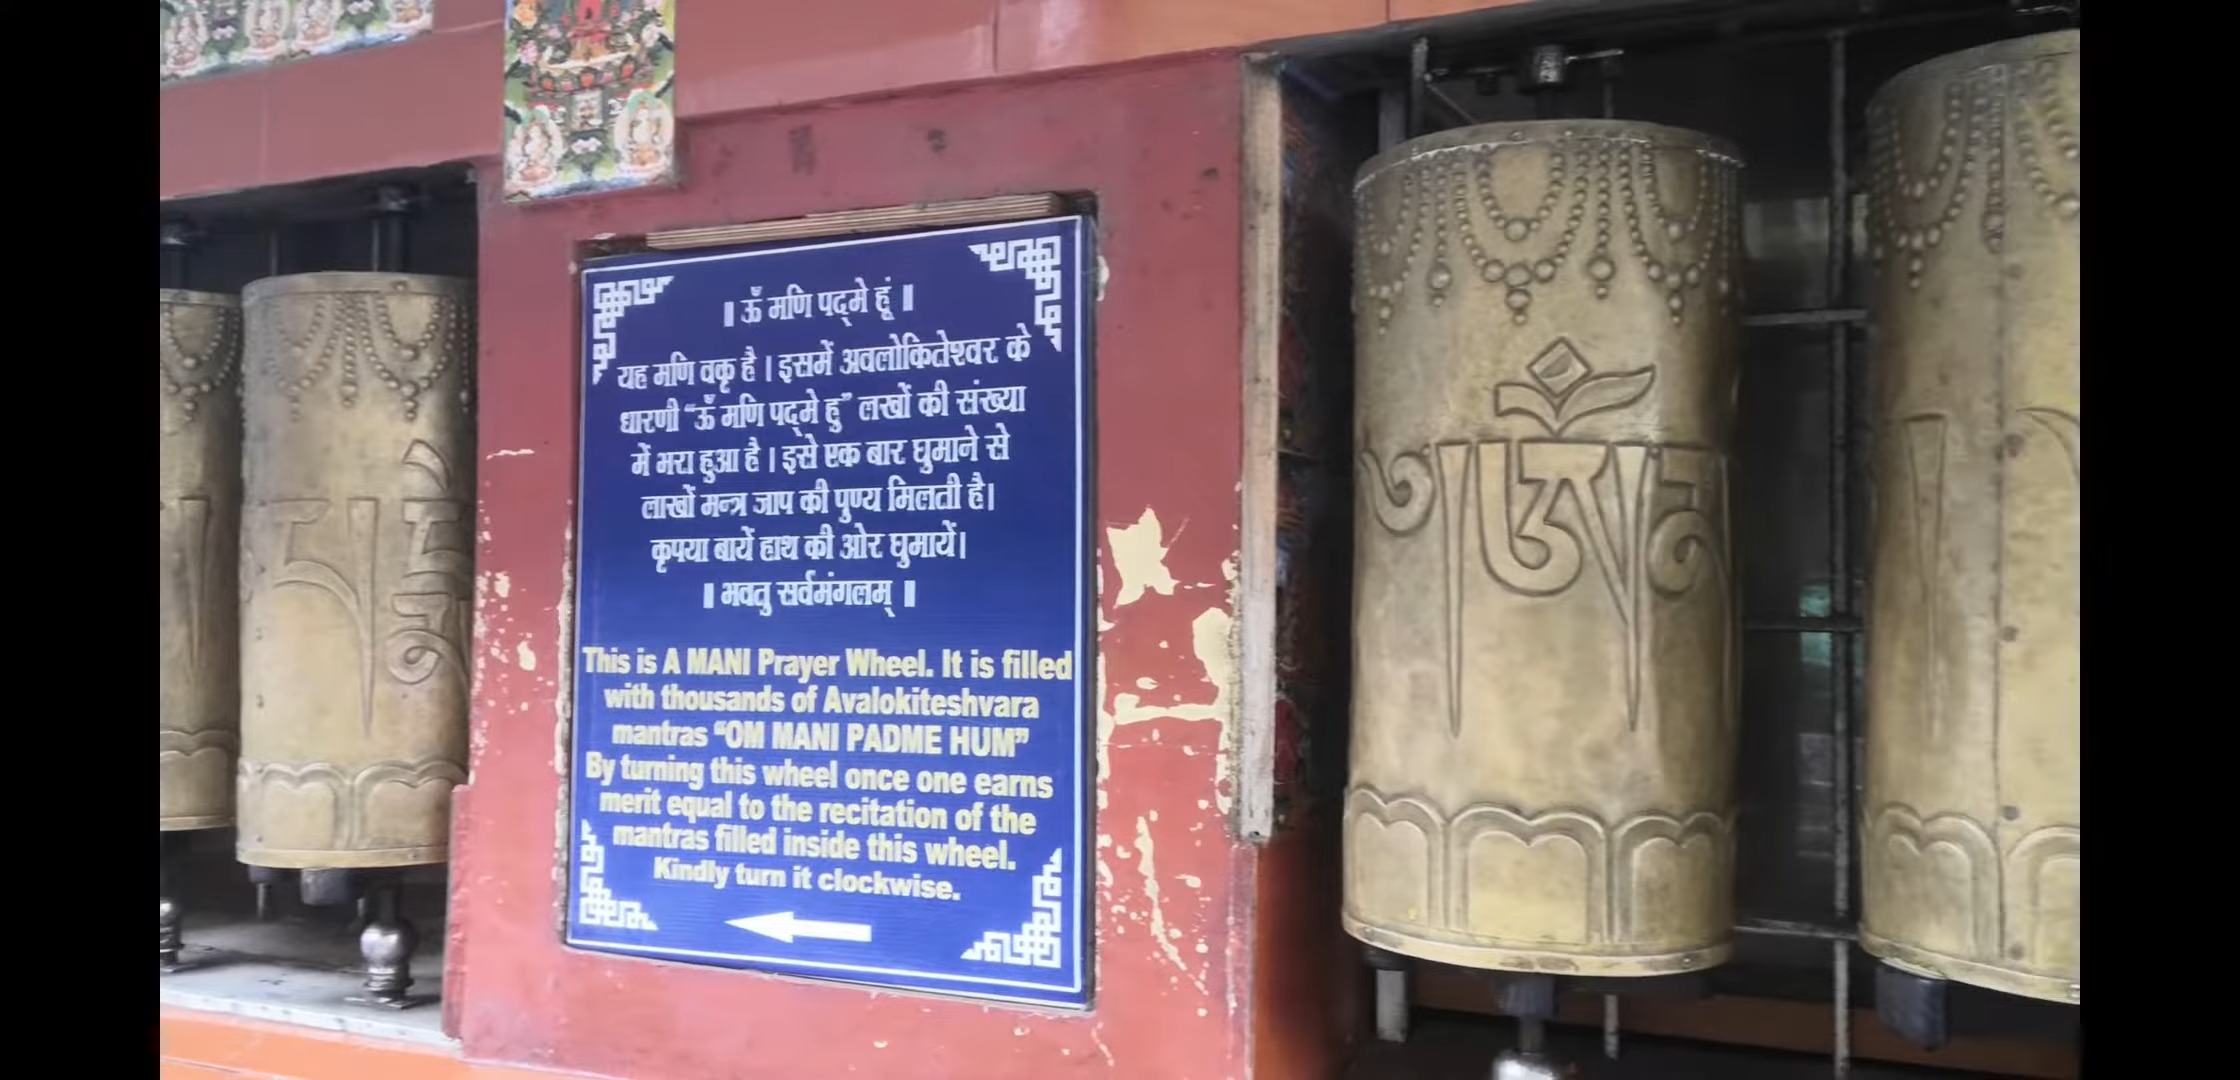 ॥ ॐ मणि पद्मे हूं ॥
यह मणि वकृ है । इसमें अवलोकितेश्वर के
धारणी “ॐ मणि पद्मे हु” लखों की संख्या
में भरा हुआ है । इसे एक बार घुमाने से
लाखों मन्त्र जाप की पुण्य मिलती है।
कृपया बायें हाथ की ओर घुमायें।
॥ भवतु सर्वमंगलम् ॥
This is A MANI Prayer Wheel. It is filled
with thousands of Avalokiteshvara
mantras “OM MANI PADME HUM”
By turning this wheel once one earns
merit equal to the recitation of the
mantras filled inside this wheel.
Kindly turn it clockwise.